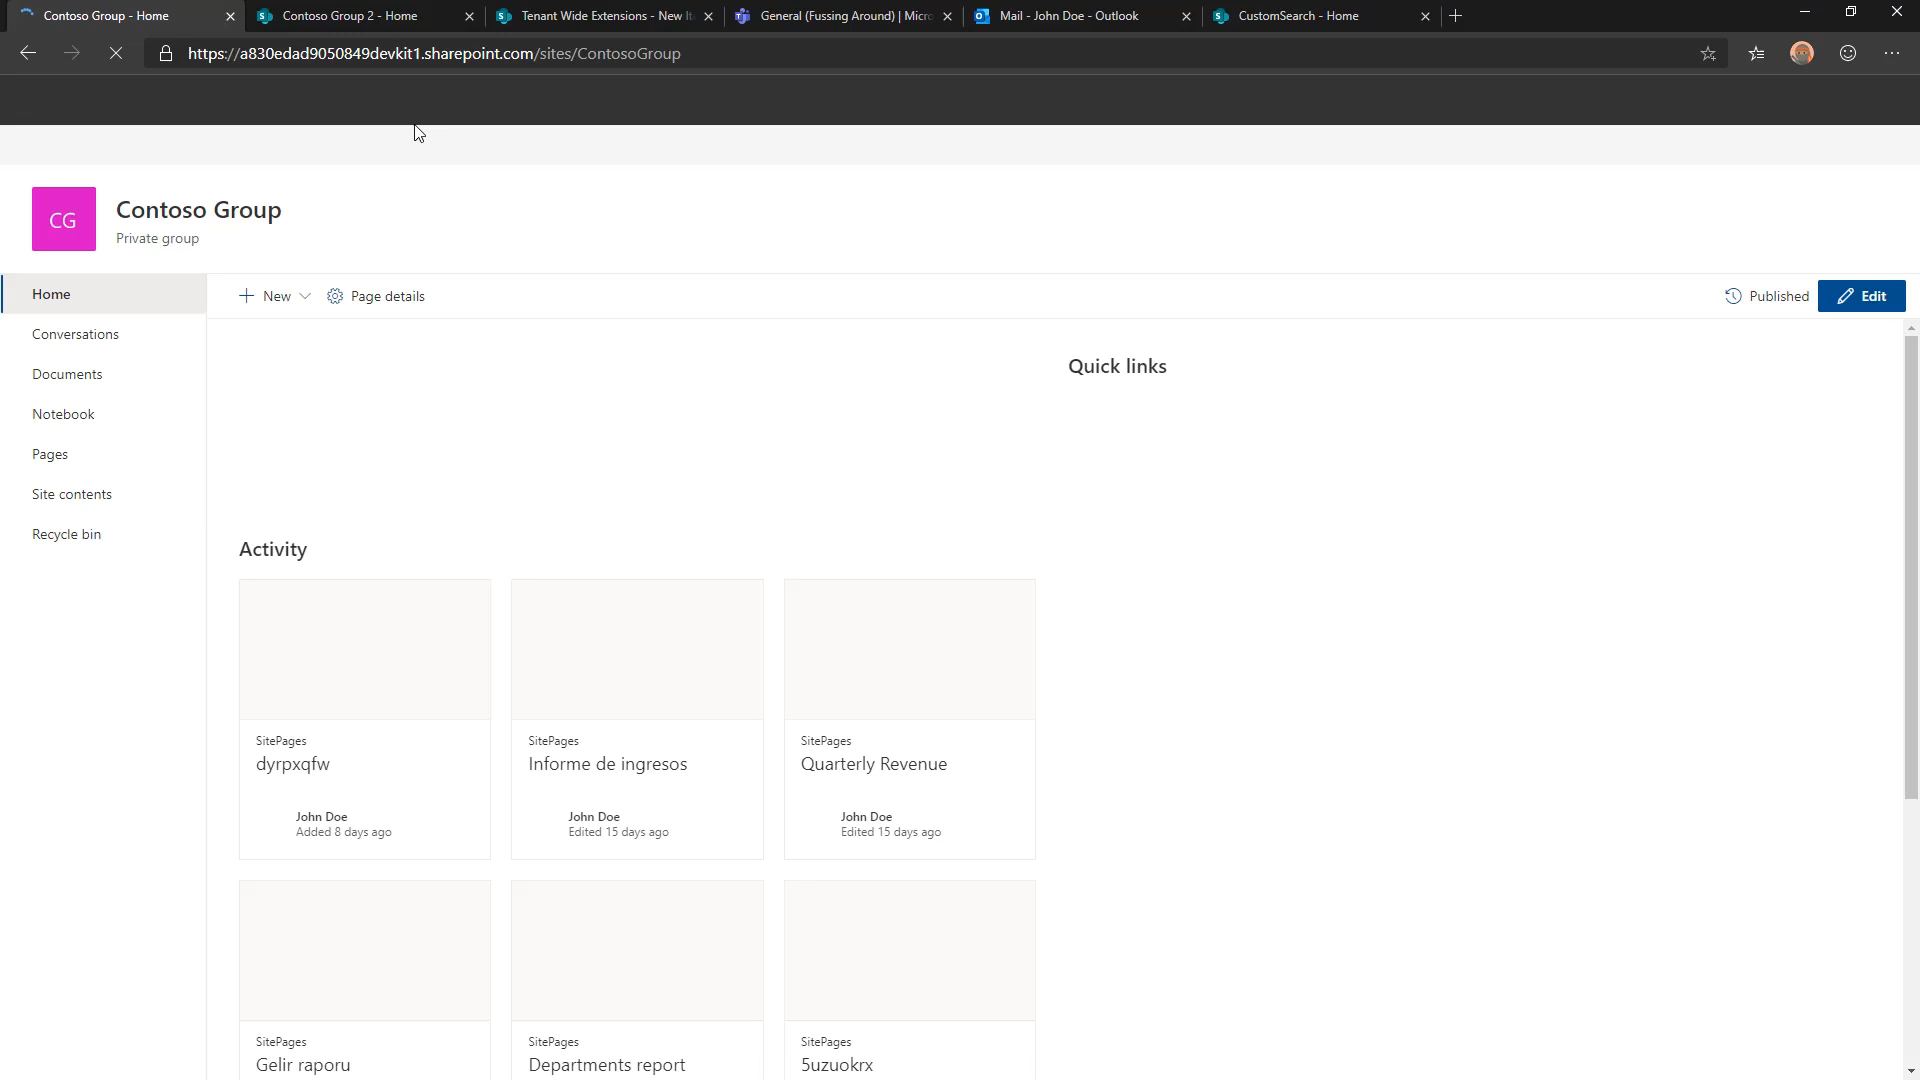 Contoso Group - Home
Contoso Group 2 - Home
Tenant Wide Extensions - New It
General (Fussing Around) | Micro
Mail - John Doe - Outlook
CustomSearch - Home
https://a830edad9050849devkit1.sharepoint.com/sites/ContosoGroup
CG
Contoso Group
Private group
Home
Conversations
Documents
Notebook
Pages
Site contents
Recycle bin
New
Page details
Published
Edit
Quick links
Activity
SitePages
dyrpxqfw
John Doe
Added 8 days ago
SitePages
Informe de ingresos
John Doe
Edited 15 days ago
SitePages
Quarterly Revenue
John Doe
Edited 15 days ago
SitePages
Gelir raporu
SitePages
Departments report
SitePages
5uzuokrx